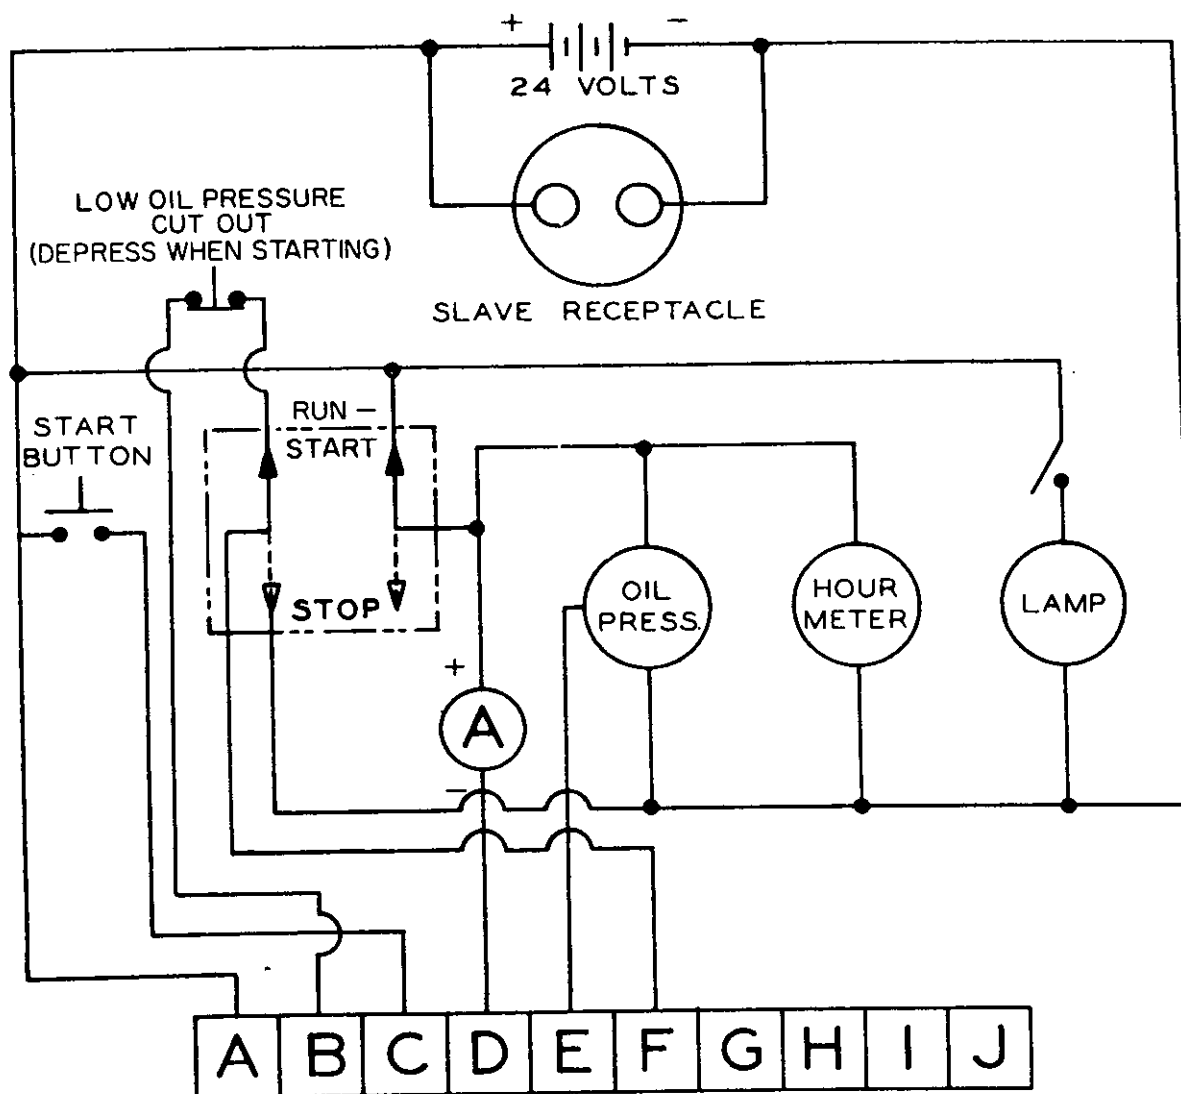 + −
24 VOLTS
LOW OIL PRESSURE
CUT OUT
(DEPRESS WHEN STARTING)
SLAVE RECEPTACLE
START
BUTTON
RUN −
START
STOP
OIL
PRESS.
HOUR
METER
LAMP
+
A
−
A B C D E F G H I J